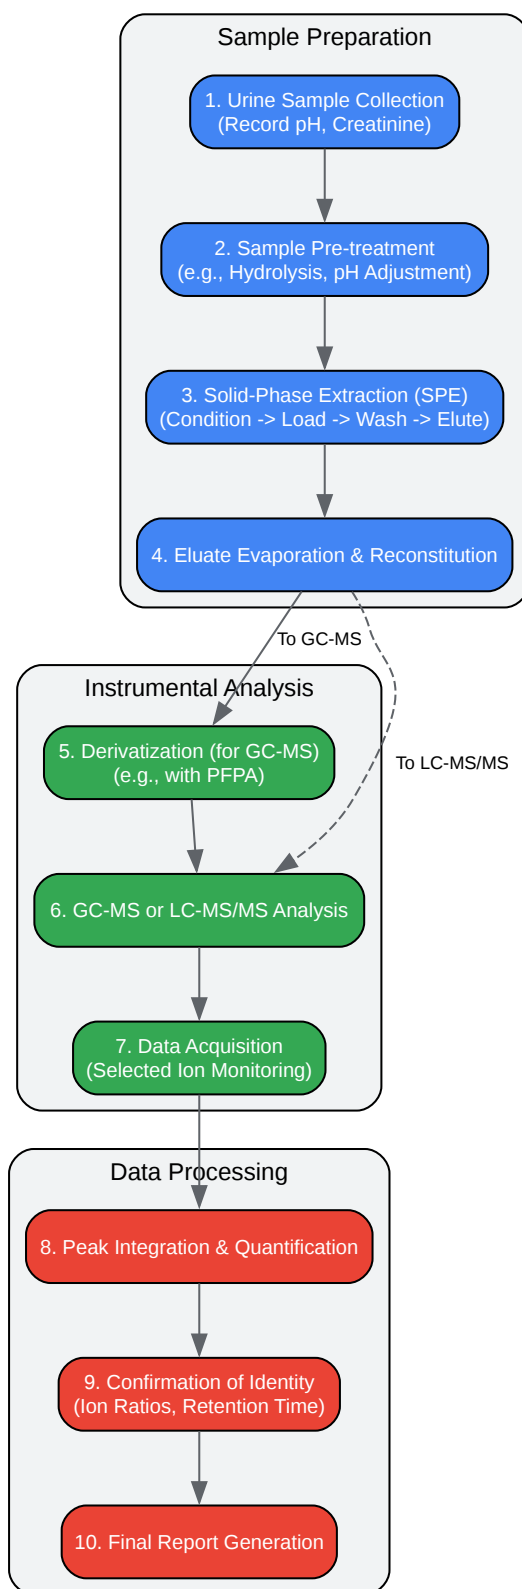 Sample Preparation
1. Urine Sample Collection
(Record pH, Creatinine)
2. Sample Pre-treatment
(e.g., Hydrolysis, pH Adjustment)
3. Solid-Phase Extraction (SPE)
(Condition -> Load -> Wash -> Elute)
4. Eluate Evaporation & Reconstitution
To GC-MS
Instrumental Analysis
5. Derivatization (for GC-MS)
(e.g., with PFPA)
To LC-MS/MS
6. GC-MS or LC-MS/MS Analysis
7. Data Acquisition
(Selected Ion Monitoring)
Data Processing
8. Peak Integration & Quantification
9. Confirmation of Identity
(Ion Ratios, Retention Time)
10. Final Report Generation